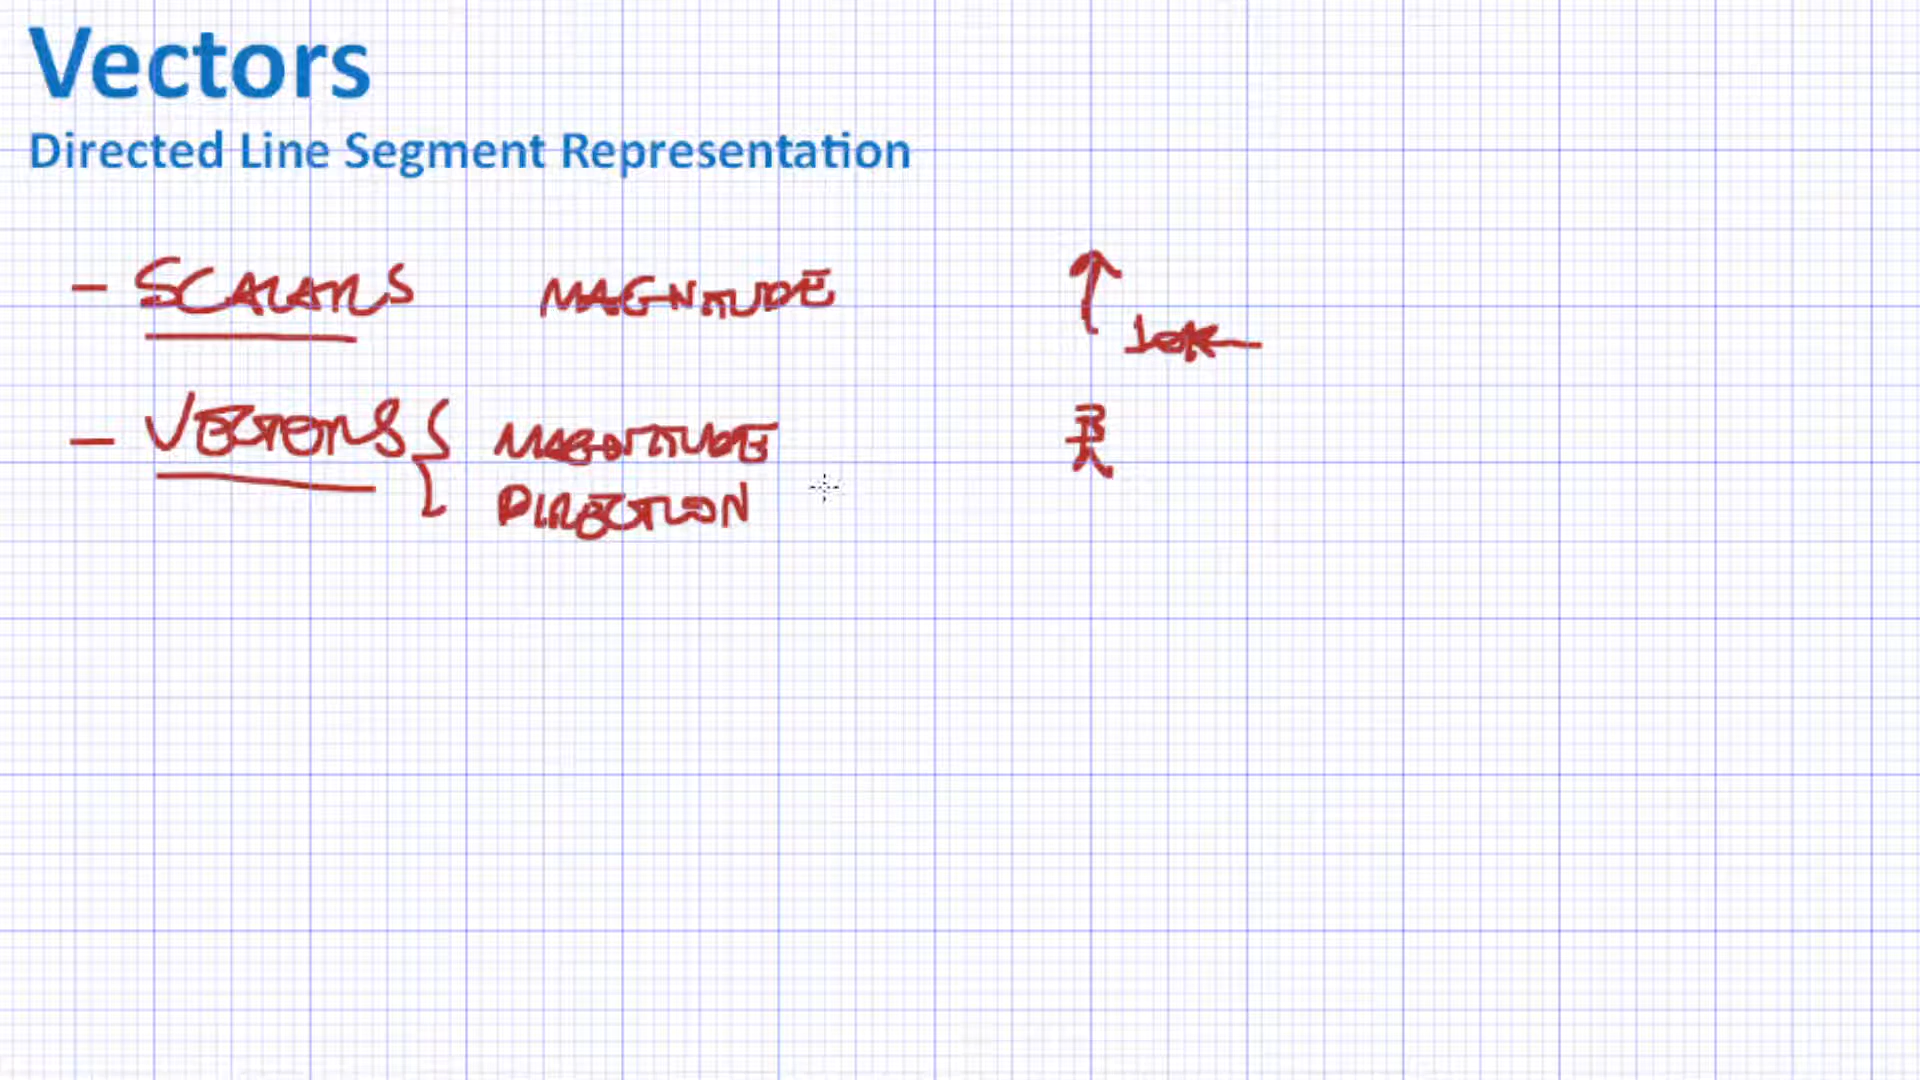 Vectors
Directed Line Segment Representation
- SCALARS MAGNITUDE
- VECTORS { MAGNITUDE
DIRECTION